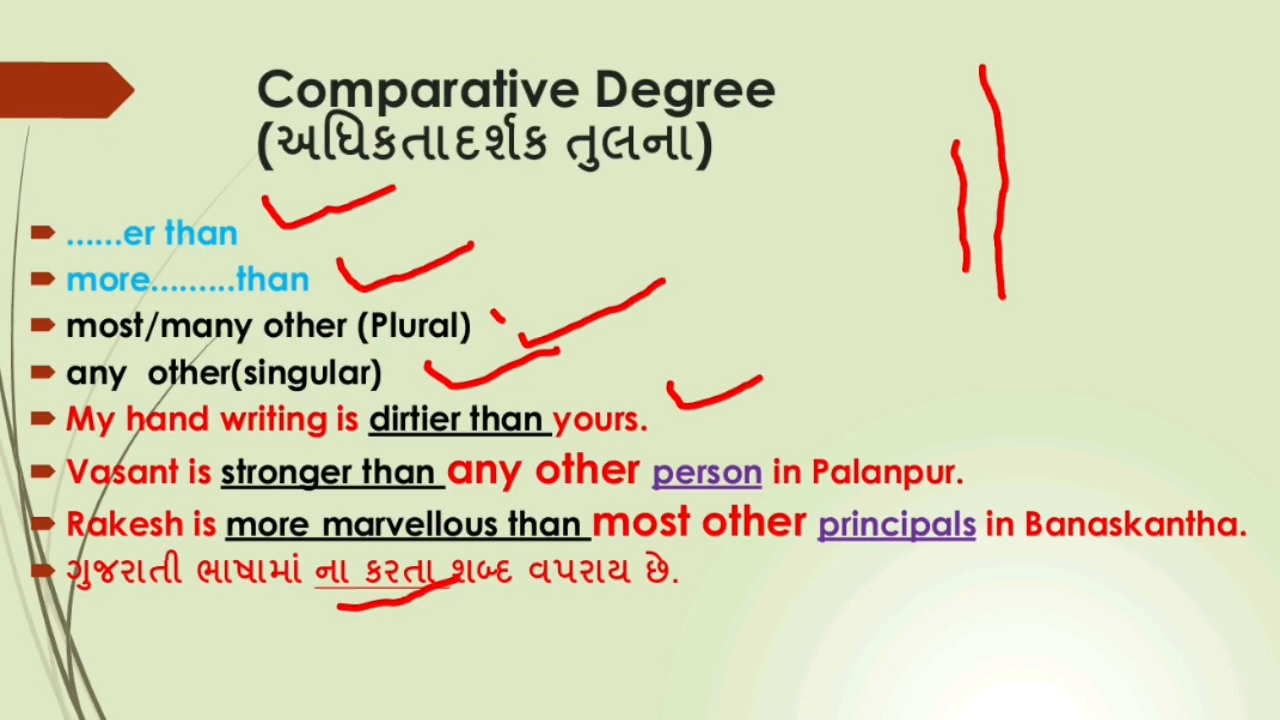 Comparative Degree
(અધિકતાદર્શક તુલના)
......er than
more.........than
most/many other (Plural)
any other(singular)
My hand writing is dirtier than yours.
Vasant is stronger than any other person in Palanpur.
Rakesh is more marvellous than most other principals in Banaskantha.
ગુજરાતી ભાષામાં ના કરતા શબ્દ વપરાય છે.